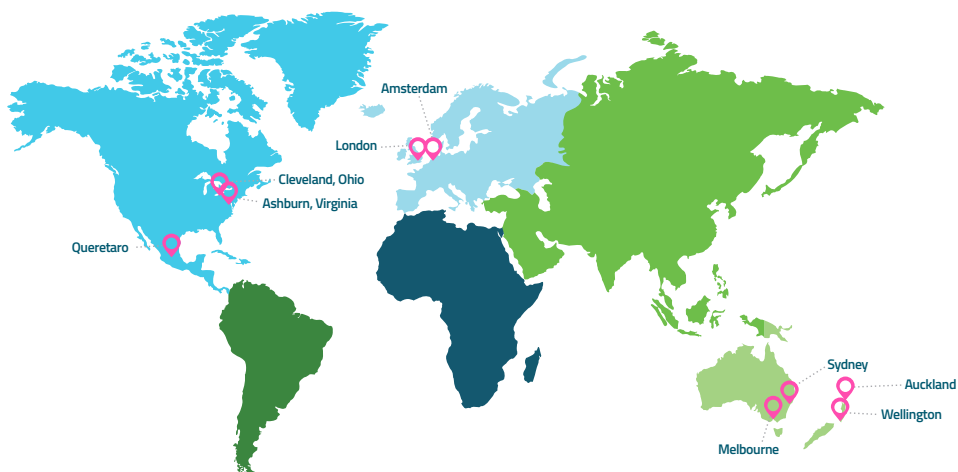 Amsterdam
London
Cleveland, Ohio
Ashburn, Virginia
Queretaro
Sydney
Auckland
Wellington
Melbourne